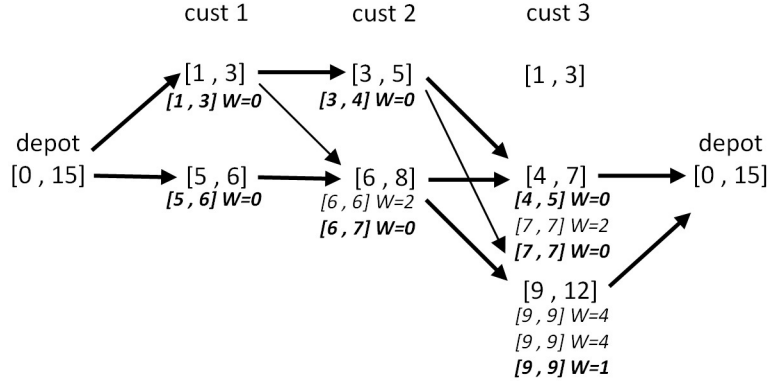 cust 1 cust 2 cust 3
[1 , 3] [3 , 5] [1 , 3]
[1 , 3] W=0 [3 , 4] W=0
depot depot
[0 , 15] [5 , 6] [6 , 8] [4 , 7] [0 , 15]
[5 , 6] W=0 [6 , 6] W=2 [4 , 5] W=0
[6 , 7] W=0 [7 , 7] W=2
[7 , 7] W=0
[9 , 12]
[9 , 9] W=4
[9 , 9] W=4
[9 , 9] W=1